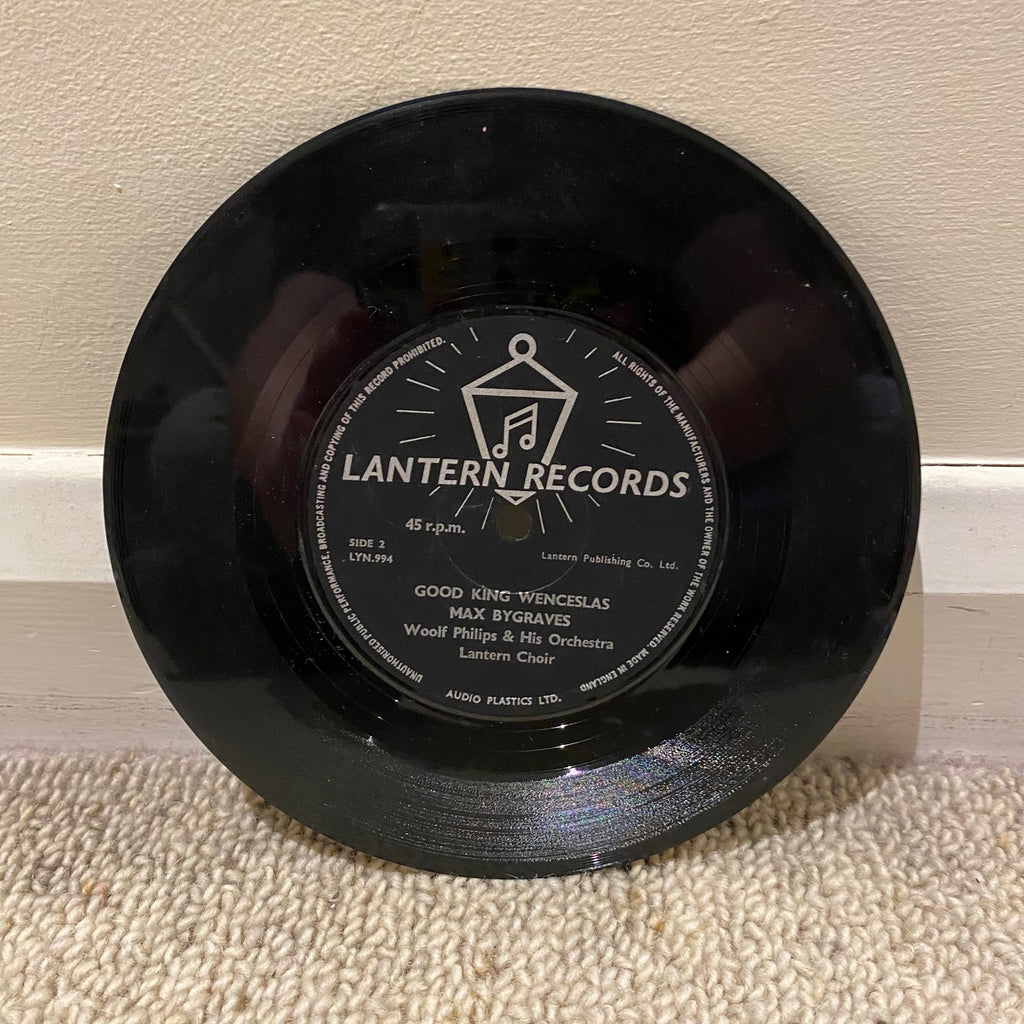 UNAUTHORISED PUBLIC PERFORMANCE, BROADCASTING AND COPYING OF THIS RECORD PROHIBITED.
ALL RIGHTS OF THE MANUFACTURERS AND THE OWNER OF THE WORK RESERVED. MADE IN ENGLAND
LANTERN RECORDS
45 r.p.m.
SIDE 2
LYN.994
Lantern Publishing Co. Ltd.
GOOD KING WENCESLAS
MAX BYGRAVES
Woolf Philips & His Orchestra
Lantern Choir
AUDIO PLASTICS LTD.